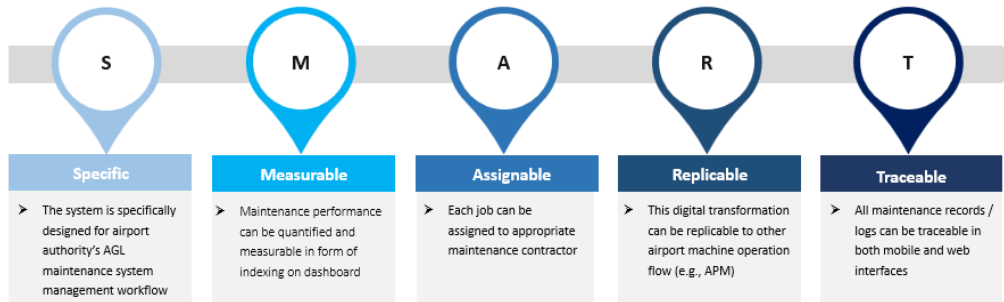 S
M
A
R
T
Specific
Measurable
Assignable
Replicable
Traceable
➤ The system is specifically
designed for airport
authority's AGL
maintenance system
management workflow
➤ Maintenance performance
can be quantified and
measurable in form of
indexing on dashboard
➤ Each job can be
assigned to appropriate
maintenance contractor
➤ This digital transformation
can be replicable to other
airport machine operation
flow (e.g., APM)
➤ All maintenance records /
logs can be traceable in
both mobile and web
interfaces